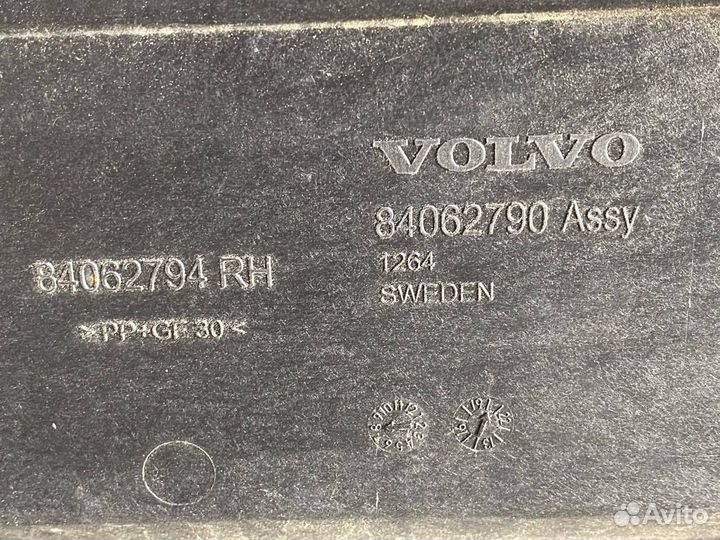 VOLVO
84062790 Assy
1264
SWEDEN
84062794 RH
>PP+GF 30<
Avito